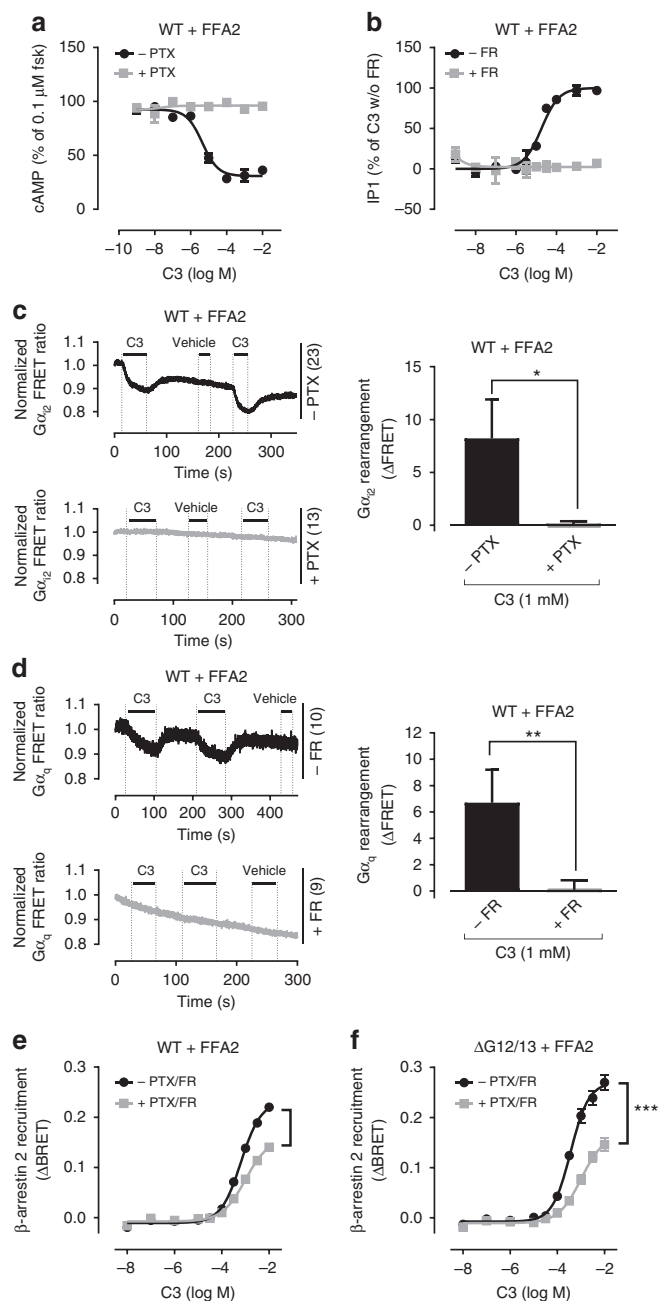 a
WT + FFA2
– PTX
+ PTX
cAMP (% of 0.1 μM fsk)
150
100
50
0
–10 –8 –6 –4 –2
C3 (log M)
b
WT + FFA2
– FR
+ FR
IP1 (% of C3 w/o FR)
150
100
50
0
–50
–8 –6 –4 –2
C3 (log M)
c
WT + FFA2
Normalized
Gαi2 FRET ratio
C3 Vehicle C3
1.1
1.0
0.9
0.8
0 100 200 300
Time (s)
– PTX (23)
Normalized
Gαi2 FRET ratio
C3 Vehicle C3
1.1
1.0
0.9
0.8
0 100 200 300
Time (s)
+ PTX (13)
WT + FFA2
*
Gαi2 rearrangement
(ΔFRET)
15
10
5
0
– PTX + PTX
C3 (1 mM)
d
WT + FFA2
Normalized
Gαq FRET ratio
C3 C3 Vehicle
1.1
1.0
0.9
0.8
0 100 200 300 400
Time (s)
– FR (10)
Normalized
Gαq FRET ratio
C3 C3 Vehicle
1.1
1.0
0.9
0.8
0 100 200 300
Time (s)
+ FR (9)
WT + FFA2
**
Gαq rearrangement
(ΔFRET)
12
10
8
6
4
2
0
– FR + FR
C3 (1 mM)
e
WT + FFA2
– PTX/FR
+ PTX/FR
β-arrestin 2 recruitment
(ΔBRET)
0.3
0.2
0.1
0.0
–8 –6 –4 –2
C3 (log M)
f
ΔG12/13 + FFA2
– PTX/FR
+ PTX/FR
***
β-arrestin 2 recruitment
(ΔBRET)
0.3
0.2
0.1
0.0
–8 –6 –4 –2
C3 (log M)